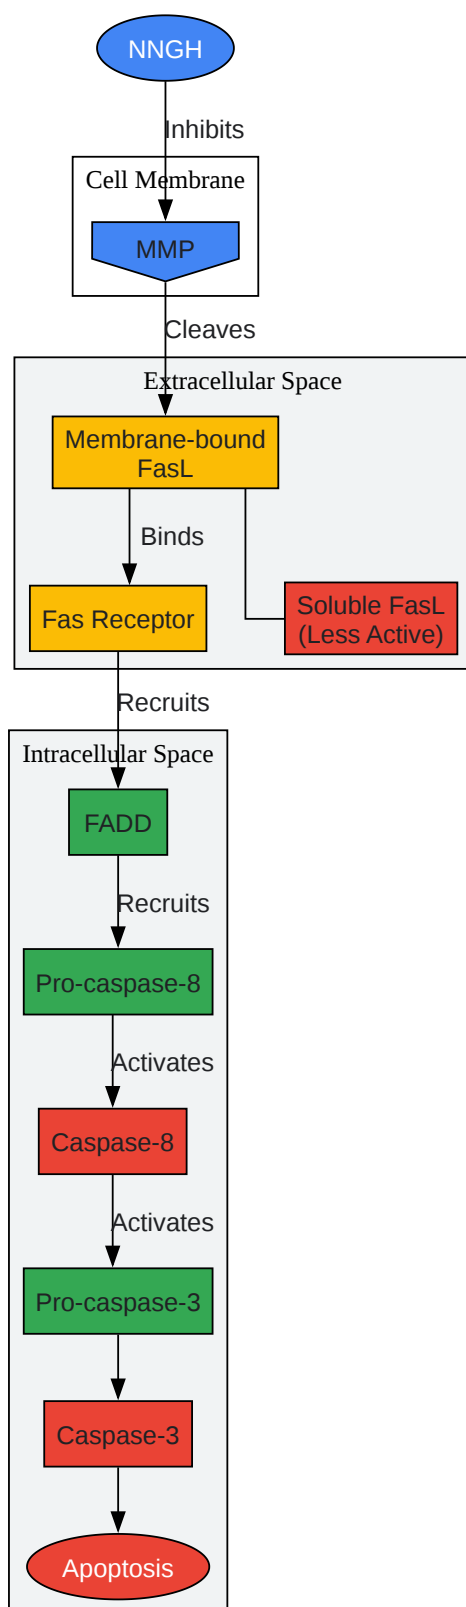 NNGH
Inhibits
Cell Membrane
MMP
Cleaves
Extracellular Space
Membrane-bound
FasL
Binds
Fas Receptor
Soluble FasL
(Less Active)
Recruits
Intracellular Space
FADD
Recruits
Pro-caspase-8
Activates
Caspase-8
Activates
Pro-caspase-3
Caspase-3
Apoptosis